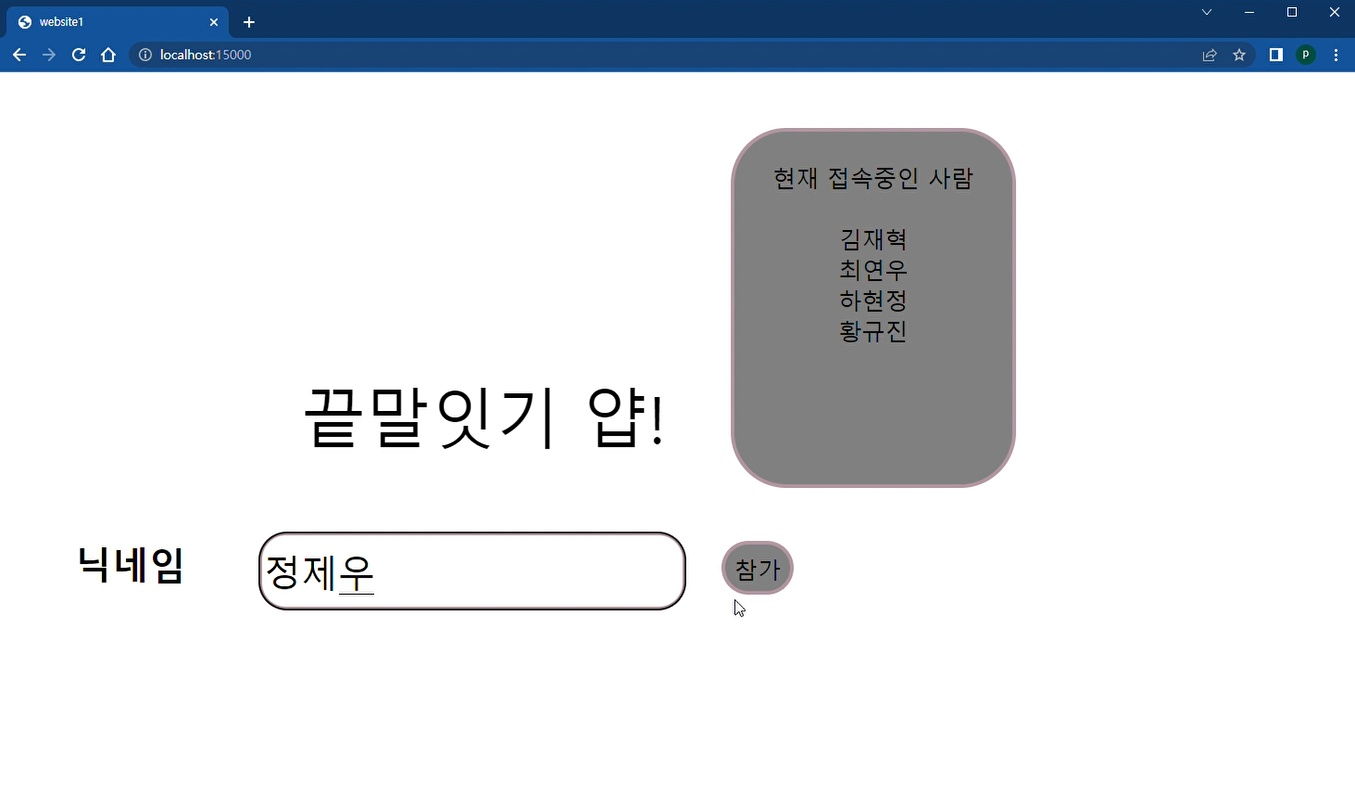 website1
localhost:15000
현재 접속중인 사람
김재혁
최연우
하현정
황규진
끝말잇기 얍!
닉네임
정제우
참가
P